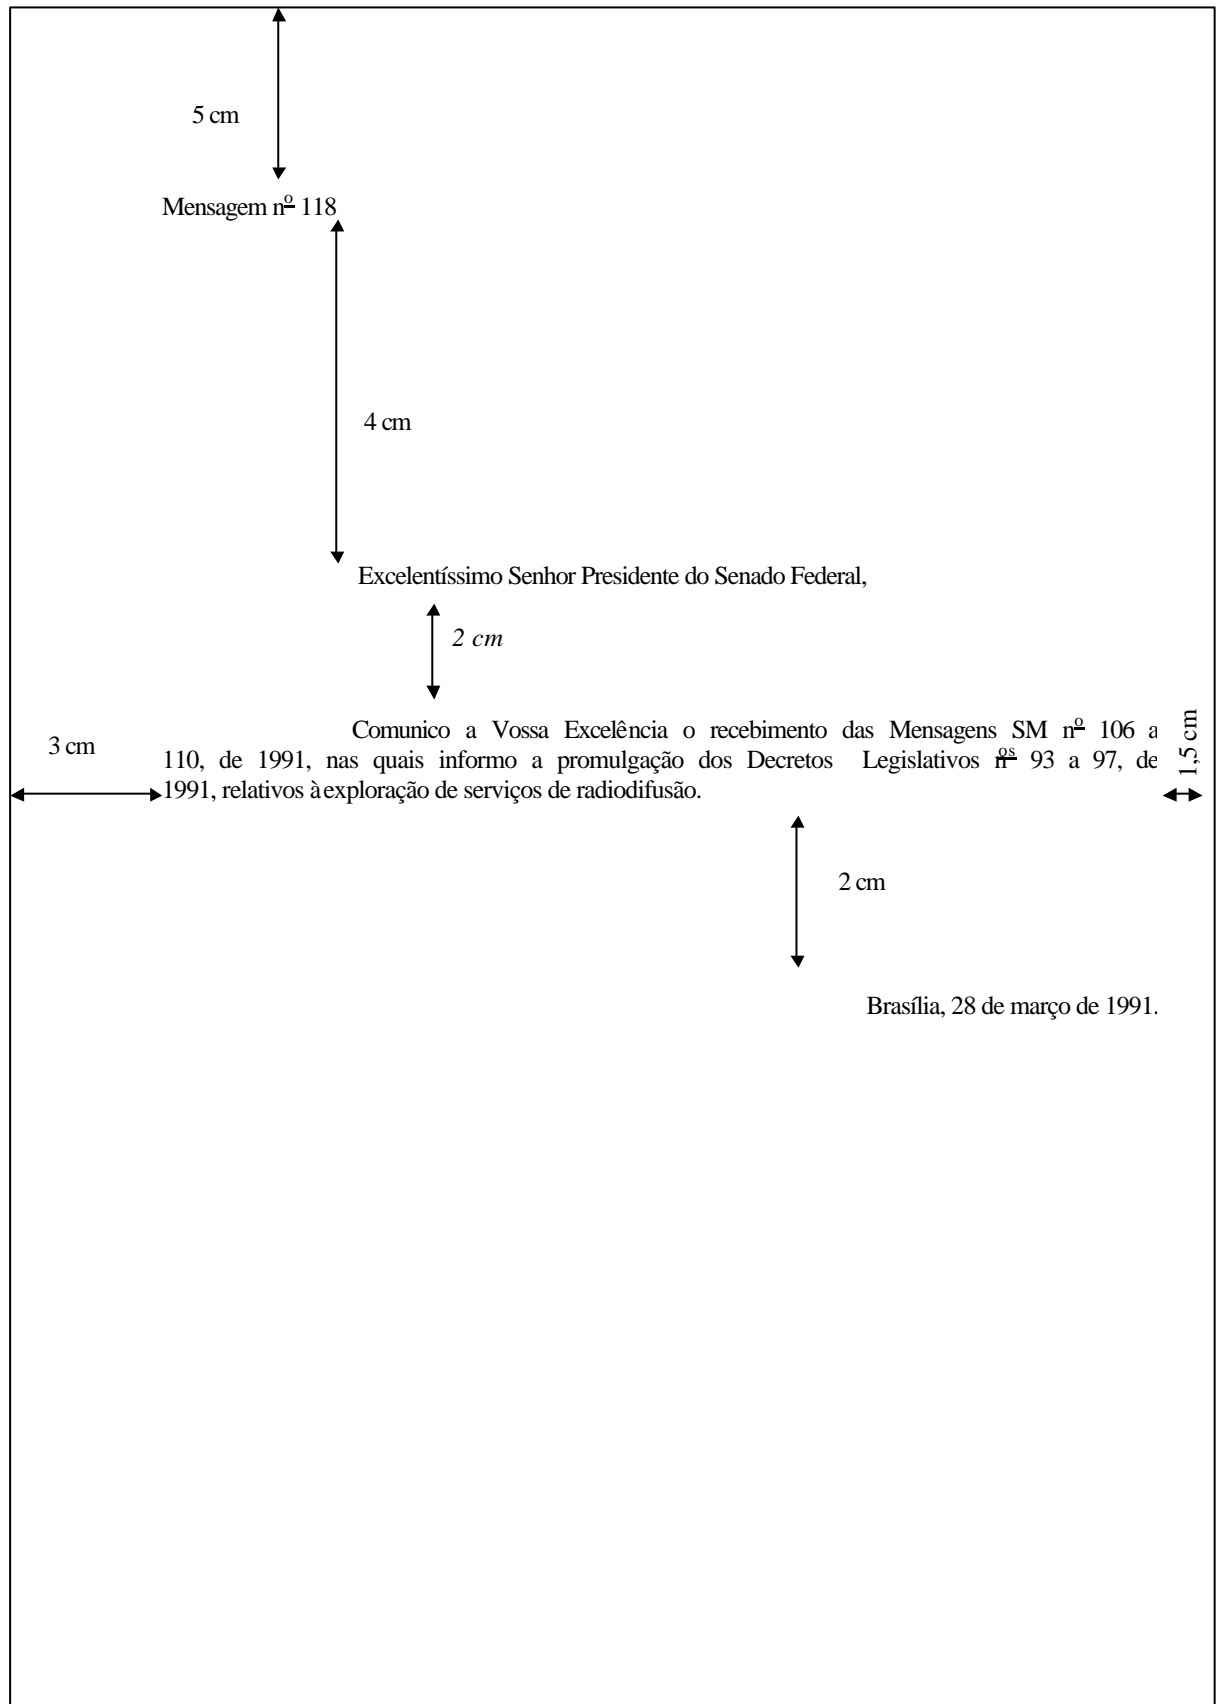 5 cm
Mensagem nº 118
4 cm
Excelentíssimo Senhor Presidente do Senado Federal,
2 cm
Comunico a Vossa Excelência o recebimento das Mensagens SM nº 106 a
110, de 1991, nas quais informo a promulgação dos Decretos Legislativos nºs 93 a 97, de
1991, relativos à exploração de serviços de radiodifusão.
3 cm
1,5 cm
2 cm
Brasília, 28 de março de 1991.